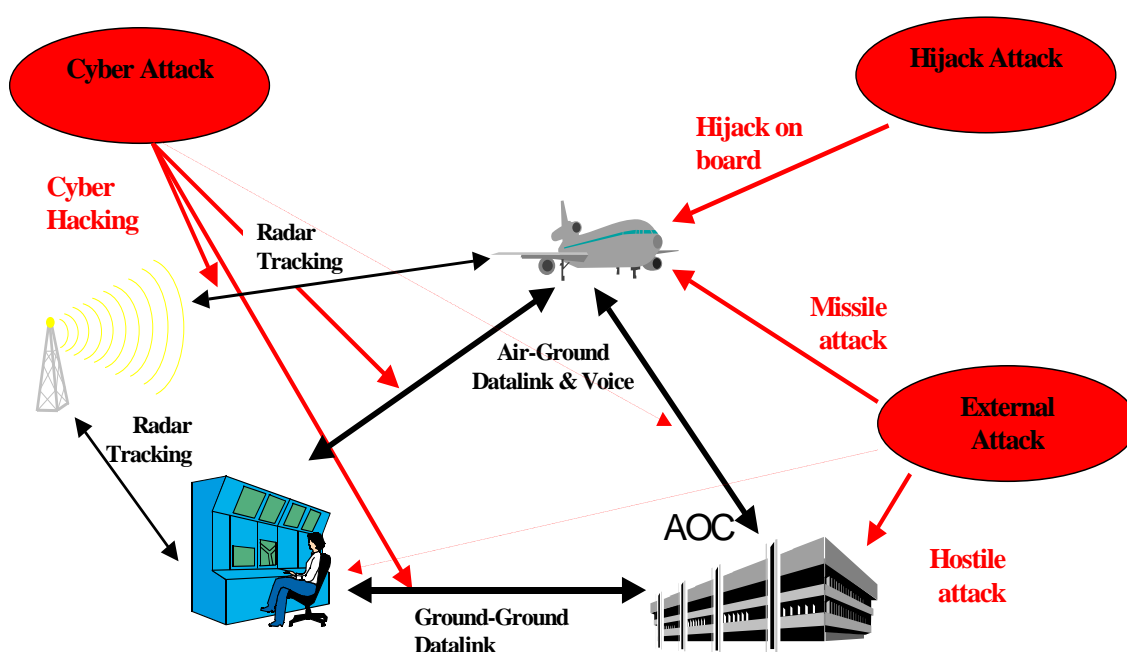 Cyber Attack
Hijack Attack
Hijack on
board
Cyber
Hacking
Radar
Tracking
Missile
attack
Air-Ground
Datalink & Voice
External
Attack
Radar
Tracking
AOC
Hostile
attack
Ground-Ground
Datalink